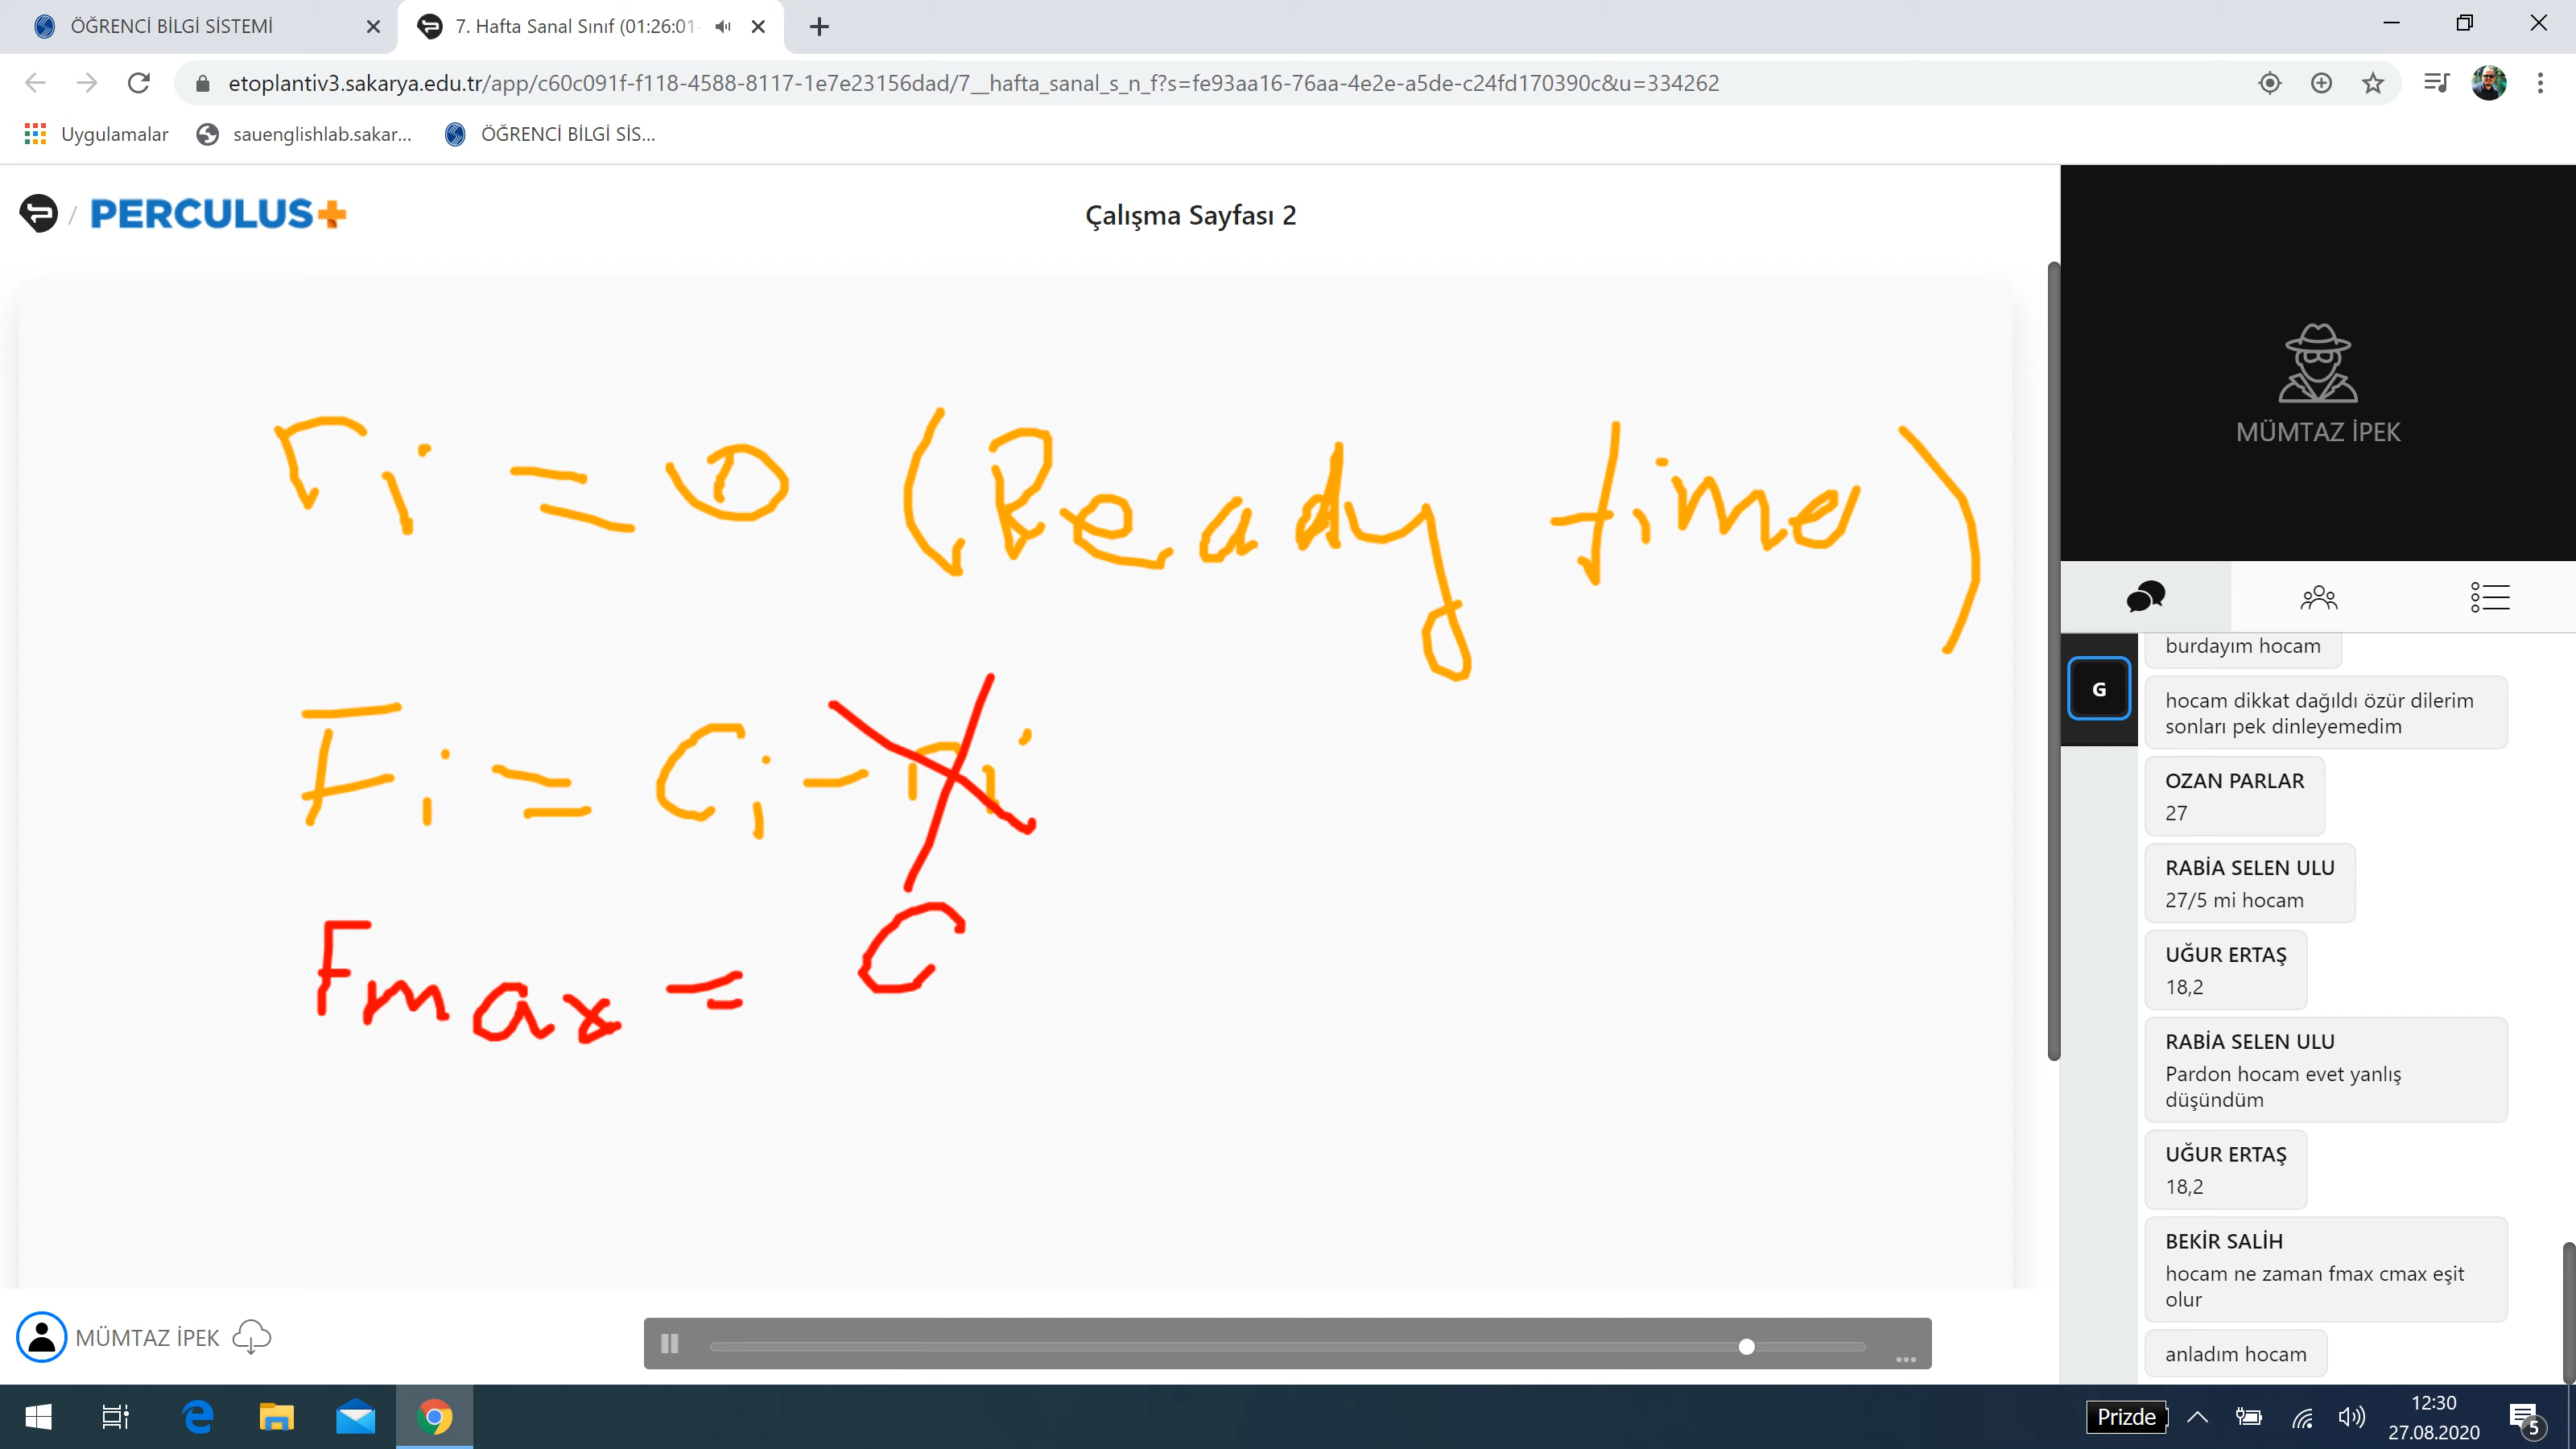 ÖĞRENCİ BİLGİ SİSTEMİ
7. Hafta Sanal Sınıf (01:26:01-
etoplantiv3.sakarya.edu.tr/app/c60c091f-f118-4588-8117-1e7e23156dad/7__hafta_sanal_s_n_f?s=fe93aa16-76aa-4e2e-a5de-c24fd170390c&u=334262
Uygulamalar
sauenglishlab.sakar...
ÖĞRENCİ BİLGİ SİS...
/ PERCULUS+
Çalışma Sayfası 2
ri = 0 (Ready time)
Fi = Ci - ri
Fmax = C
MÜMTAZ İPEK
G
burdayım hocam
hocam dikkat dağıldı özür dilerim
sonları pek dinleyemedim
OZAN PARLAR
27
RABİA SELEN ULU
27/5 mi hocam
UĞUR ERTAŞ
18,2
RABİA SELEN ULU
Pardon hocam evet yanlış
düşündüm
UĞUR ERTAŞ
18,2
BEKİR SALİH
hocam ne zaman fmax cmax eşit
olur
anladım hocam
MÜMTAZ İPEK
Prizde
12:30
27.08.2020
5